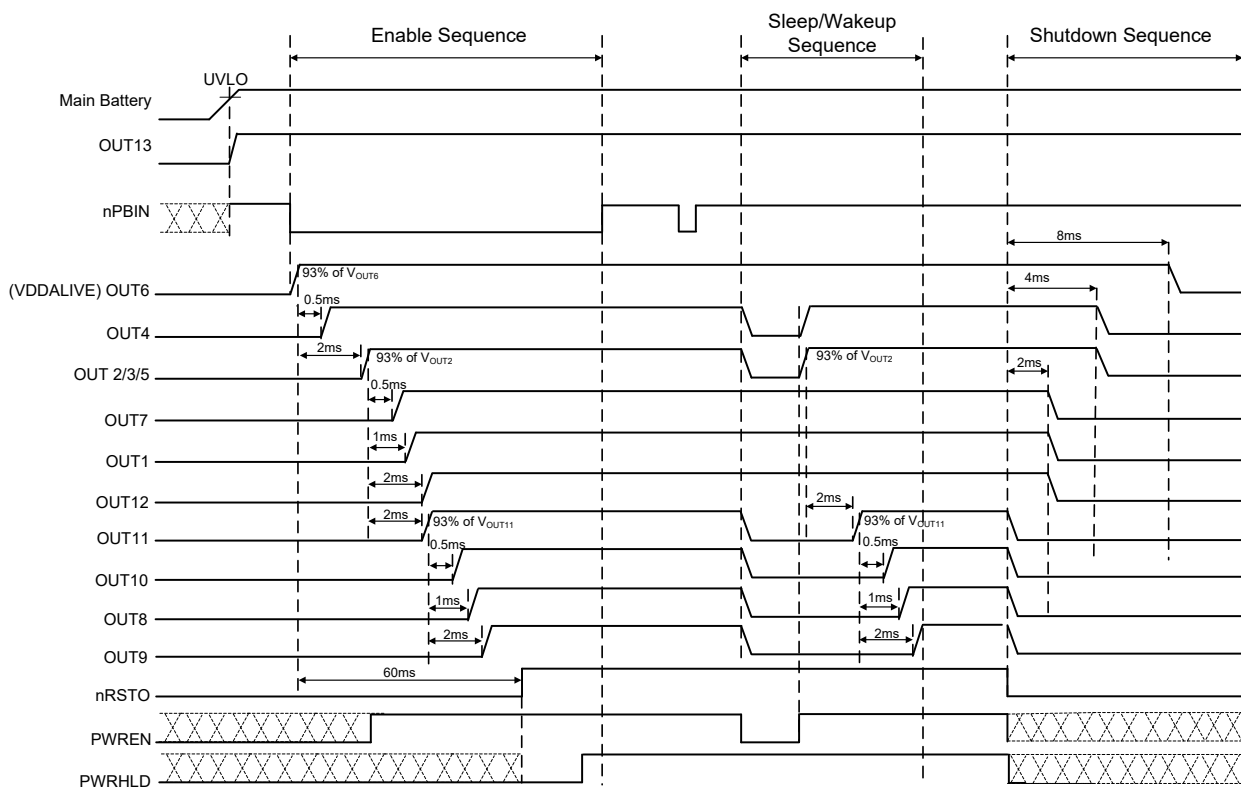 Enable Sequence
Sleep/Wakeup
Sequence
Shutdown Sequence
UVLO
Main Battery
OUT13
nPBIN
8ms
93% of VOUT6
(VDDALIVE) OUT6
4ms
0.5ms
OUT4
2ms
93% of VOUT2
93% of VOUT2
OUT 2/3/5
2ms
0.5ms
OUT7
1ms
OUT1
2ms
OUT12
2ms
2ms
93% of VOUT11
93% of VOUT11
OUT11
0.5ms
0.5ms
OUT10
1ms
1ms
OUT8
2ms
2ms
OUT9
60ms
nRSTO
PWREN
PWRHLD